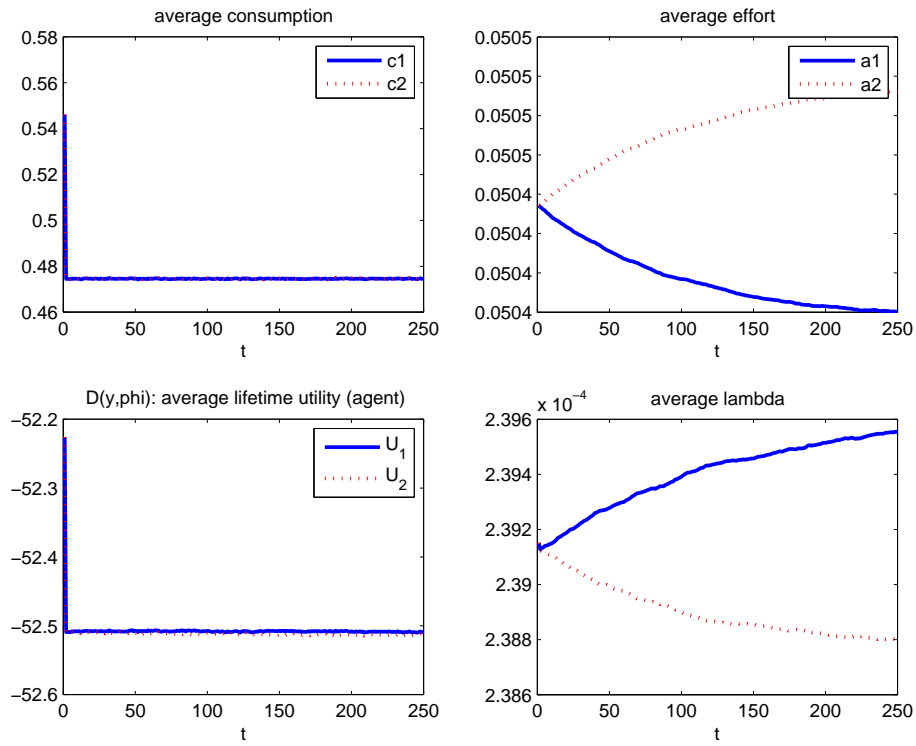 average consumption
0.58
0.56
0.54
0.52
0.5
0.48
0.46
0 50 100 150 200 250
t
c1
c2
average effort
0.0505
0.0505
0.0505
0.0505
0.0504
0.0504
0.0504
0.0504
0 50 100 150 200 250
t
a1
a2
D(y,phi): average lifetime utility (agent)
−52.2
−52.3
−52.4
−52.5
−52.6
0 50 100 150 200 250
t
U1
U2
average lambda
x 10−4
2.396
2.394
2.392
2.39
2.388
2.386
0 50 100 150 200 250
t